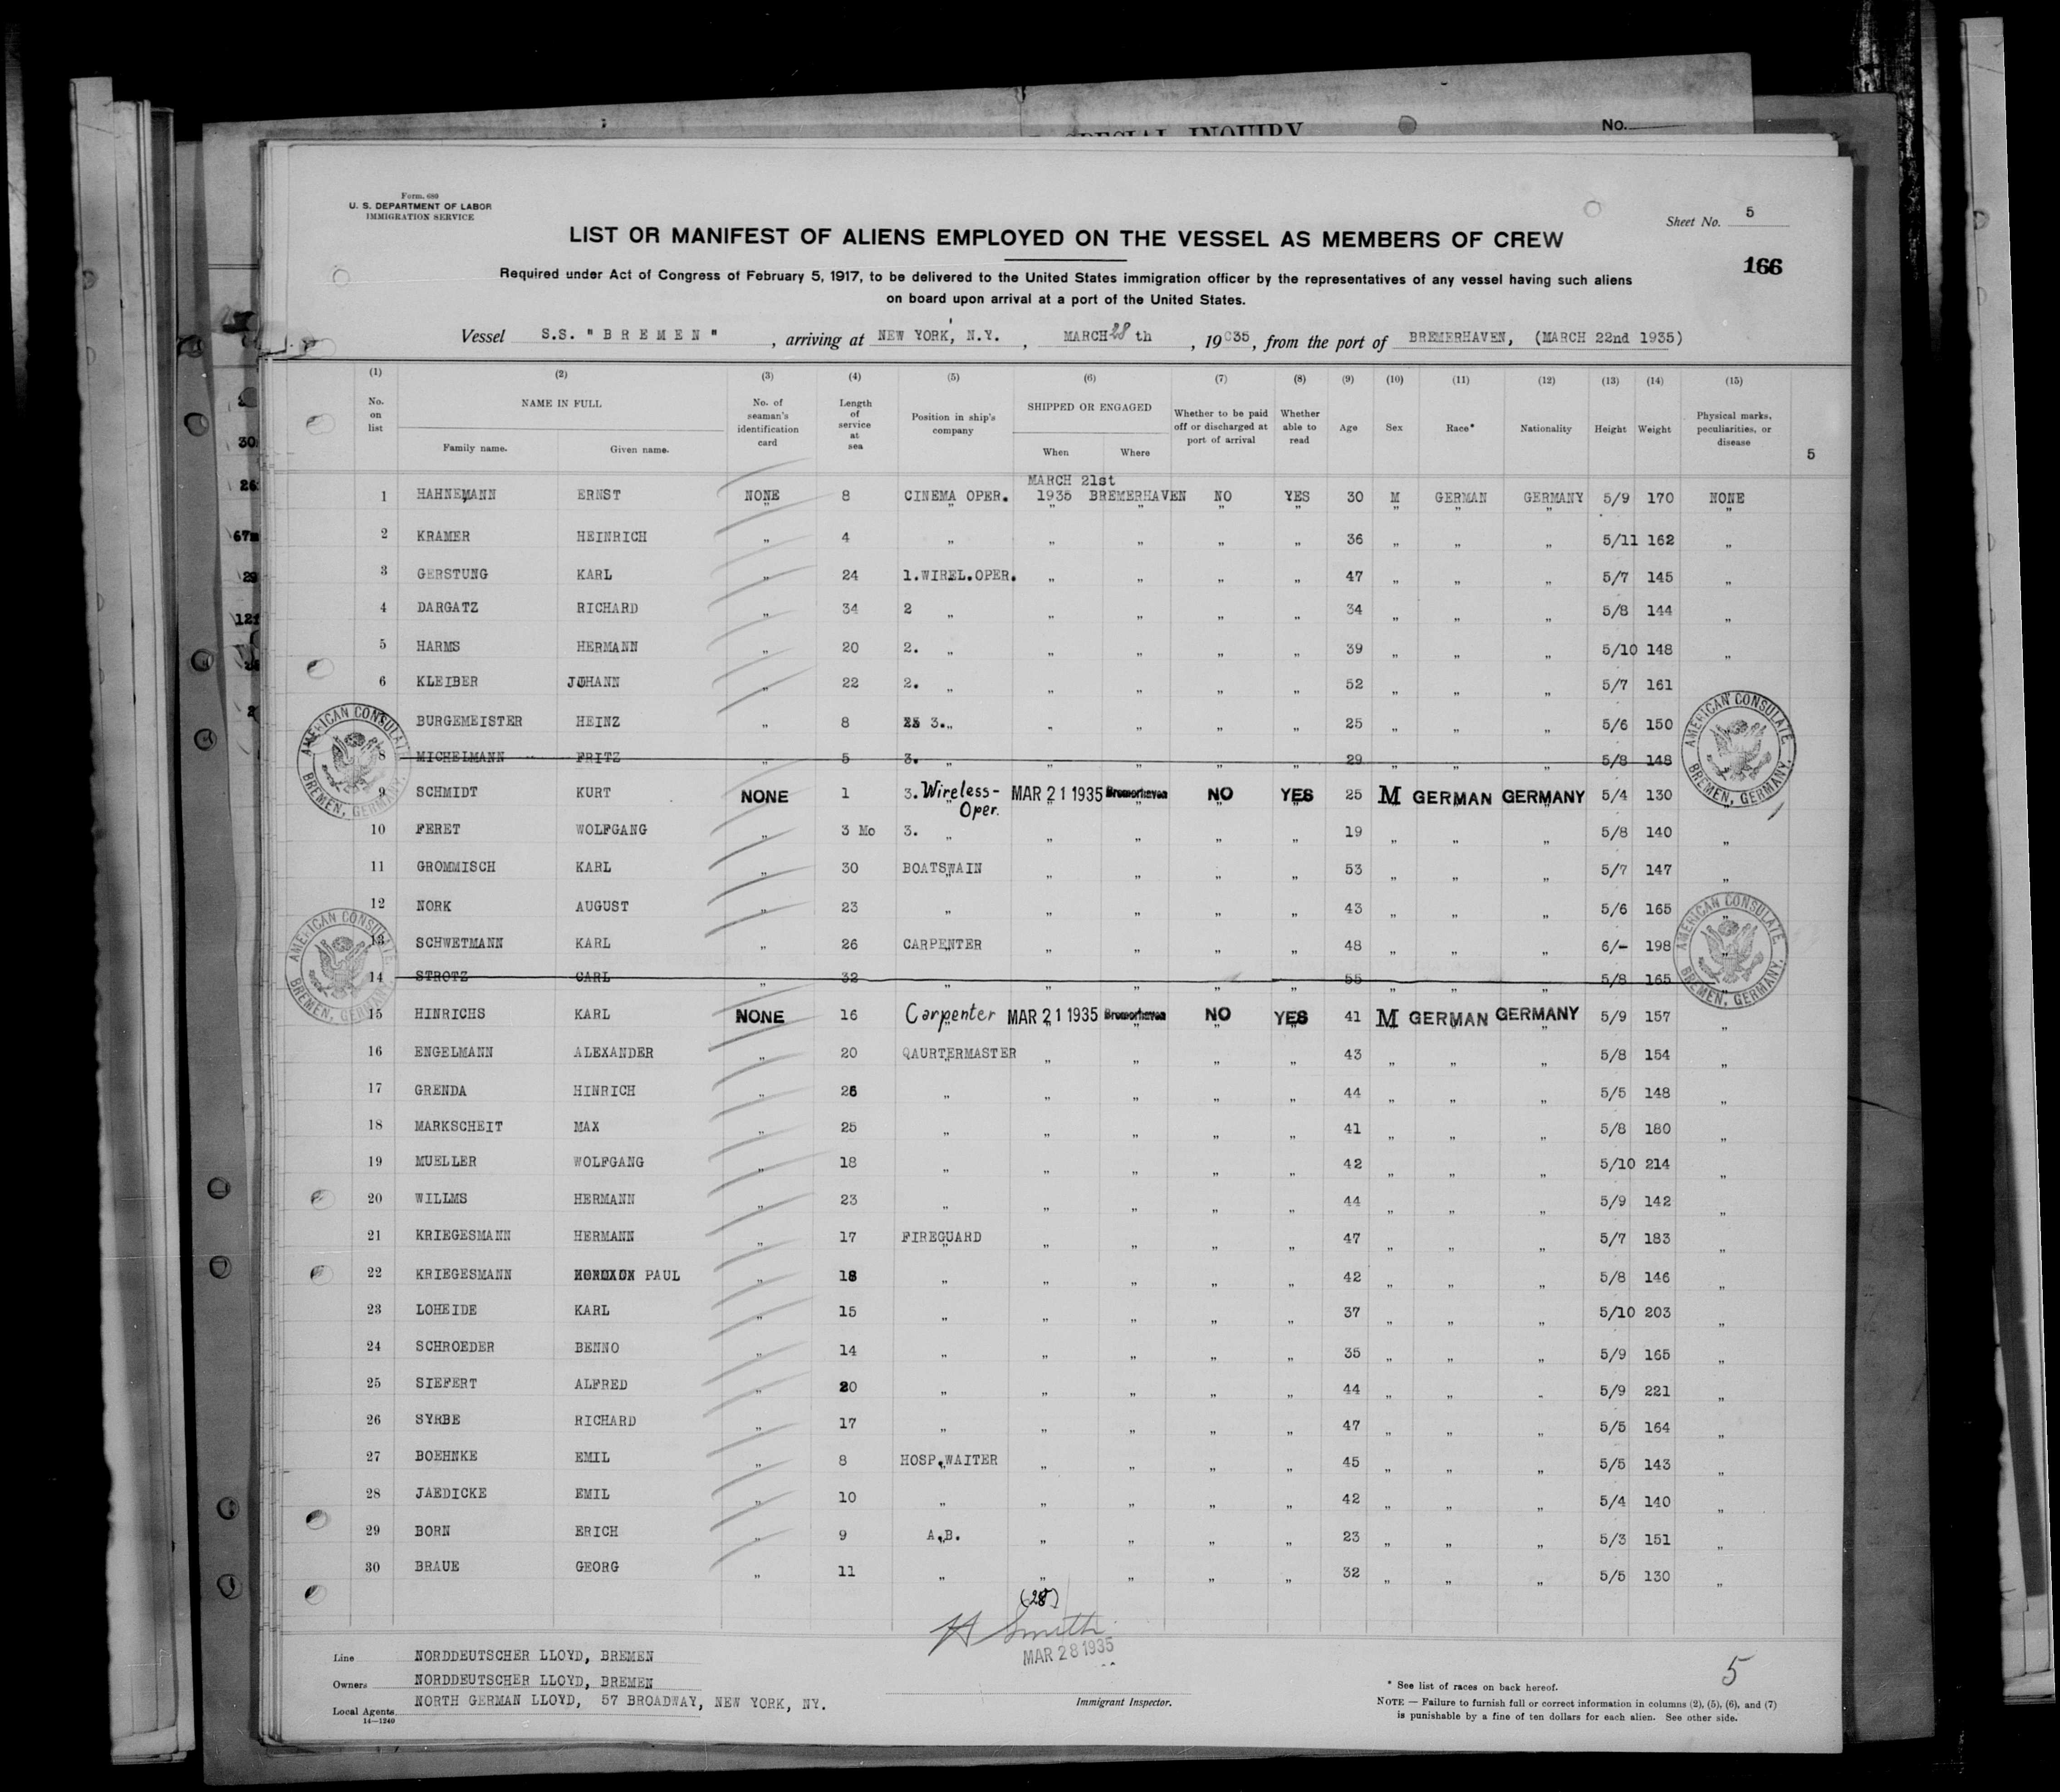 SPECIAL INQUIRY
No.
Form. 680
U. S. DEPARTMENT OF LABOR
IMMIGRATION SERVICE
Sheet No. 5
LIST OR MANIFEST OF ALIENS EMPLOYED ON THE VESSEL AS MEMBERS OF CREW
166
Required under Act of Congress of February 5, 1917, to be delivered to the United States immigration officer by the representatives of any vessel having such aliens
on board upon arrival at a port of the United States.
Vessel S.S. " B R E M E N " , arriving at NEW YORK, N.Y. , MARCH 28 th , 1935, from the port of BREMERHAVEN, (MARCH 22nd 1935)
(1) (2) (3) (4) (5) (6) (7) (8) (9) (10) (11) (12) (13) (14) (15)
No. on list NAME IN FULL Family name. Given name. No. of seaman's identification card Length of service at sea Position in ship's company SHIPPED OR ENGAGED When Where Whether to be paid off or discharged at port of arrival Whether able to read Age Sex Race* Nationality Height Weight Physical marks, peculiarities, or disease
5
MARCH 21st
1 HAHNEMANN ERNST NONE 8 CINEMA OPER. 1935 BREMERHAVEN NO YES 30 M GERMAN GERMANY 5/9 170 NONE
2 KRAMER HEINRICH " 4 " " " " " 36 " " " 5/11 162 "
3 GERSTUNG KARL " 24 1.WIREL.OPER. " " " " 47 " " " 5/7 145 "
4 DARGATZ RICHARD " 34 2 " " " " " 34 " " " 5/8 144 "
5 HARMS HERMANN " 20 2. " " " " " 39 " " " 5/10 148 "
6 KLEIBER JOHANN " 22 2. " " " " " 52 " " " 5/7 161 "
BURGEMEISTER HEINZ " 8 3. " " " " " 25 " " " 5/6 150
8 MICHELMANN FRITZ " 5 3. " " " " " 29 " " " 5/8 148
9 SCHMIDT KURT NONE 1 3. Wireless-Oper. MAR 21 1935 Bremerhaven NO YES 25 M GERMAN GERMANY 5/4 130 "
10 FERET WOLFGANG " 3 Mo 3. " " " " " 19 " " " 5/8 140 "
11 GROMMISCH KARL " 30 BOATSWAIN " " " " 53 " " " 5/7 147 "
12 NORK AUGUST " 23 " " " " " 43 " " " 5/6 165 "
13 SCHWETMANN KARL " 26 CARPENTER " " " " 48 " " " 6/- 198 "
14 STROTZ CARL " 32 " " " " " 55 " " " 5/8 165 "
15 HINRICHS KARL NONE 16 Carpenter MAR 21 1935 Bremerhaven NO YES 41 M GERMAN GERMANY 5/9 157 "
16 ENGELMANN ALEXANDER " 20 QAURTERMASTER " " " " 43 " " " 5/8 154 "
17 GRENDA HINRICH " 26 " " " " " 44 " " " 5/5 148 "
18 MARKSCHEIT MAX " 25 " " " " " 41 " " " 5/8 180 "
19 MUELLER WOLFGANG " 18 " " " " " 42 " " " 5/10 214 "
20 WILLMS HERMANN " 23 " " " " " 44 " " " 5/9 142 "
21 KRIEGESMANN HERMANN " 17 FIREGUARD " " " " 47 " " " 5/7 183 "
22 KRIEGESMANN PAUL " 18 " " " " " 42 " " " 5/8 146 "
23 LOHEIDE KARL " 15 " " " " " 37 " " " 5/10 203 "
24 SCHROEDER BENNO " 14 " " " " " 35 " " " 5/9 165 "
25 SIEFERT ALFRED " 20 " " " " " 44 " " " 5/9 221 "
26 SYRBE RICHARD " 17 " " " " " 47 " " " 5/5 164 "
27 BOEHNKE EMIL " 8 HOSP.WAITER " " " " 45 " " " 5/5 143 "
28 JAEDICKE EMIL " 10 " " " " " 42 " " " 5/4 140 "
29 BORN ERICH " 9 A.B. " " " " 23 " " " 5/3 151 "
30 BRAUE GEORG " 11 " " " " " 32 " " " 5/5 130 "
AMERICAN CONSULATE BREMEN, GERMANY.
AMERICAN CONSULATE. BREMEN, GERMANY.
AMERICAN CONSULATE. BREMEN, GERMANY.
AMERICAN CONSULATE. BREMEN, GERMANY.
(28)
H Smith
MAR 28 1935
Immigrant Inspector.
Line NORDDEUTSCHER LLOYD, BREMEN
Owners NORDDEUTSCHER LLOYD, BREMEN
Local Agents NORTH GERMAN LLOYD, 57 BROADWAY, NEW YORK, NY.
14—1240
5
* See list of races on back hereof.
NOTE — Failure to furnish full or correct information in columns (2), (5), (6), and (7)
is punishable by a fine of ten dollars for each alien. See other side.